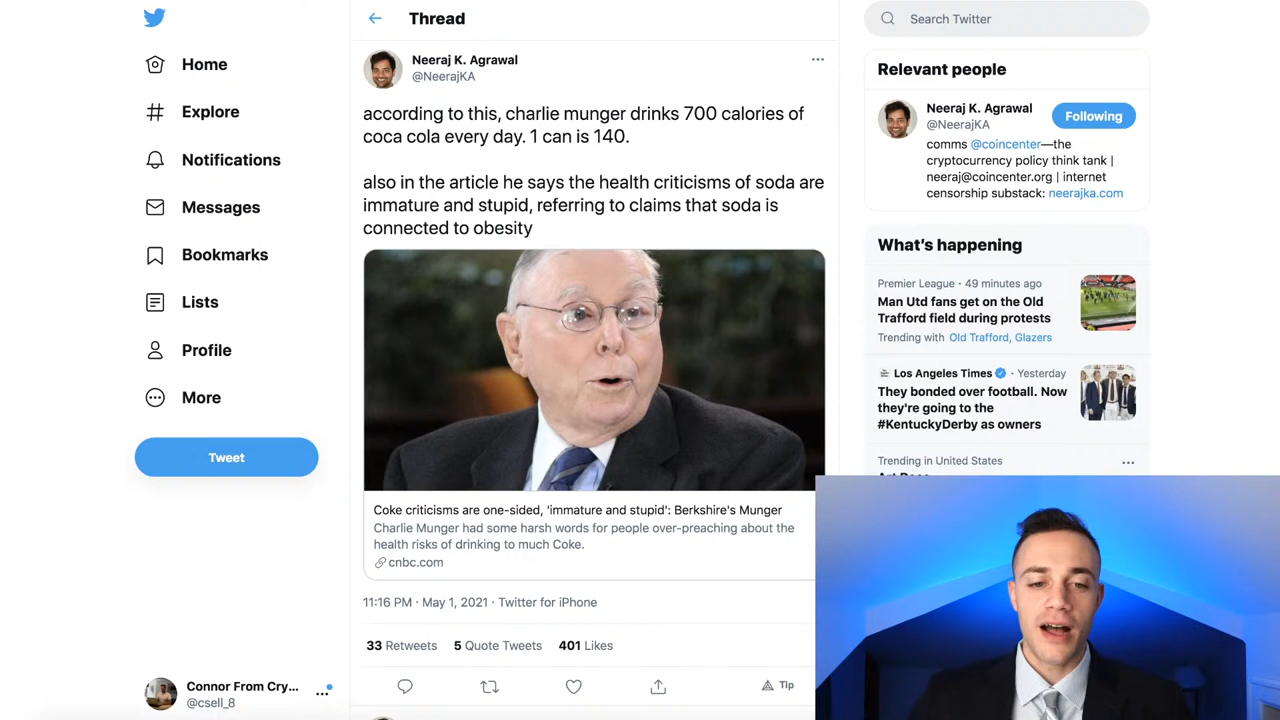 Home
Explore
Notifications
Messages
Bookmarks
Lists
Profile
More
Tweet
Connor From Cry...
@csell_8
Thread
Neeraj K. Agrawal
@NeerajKA
according to this, charlie munger drinks 700 calories of
coca cola every day. 1 can is 140.
also in the article he says the health criticisms of soda are
immature and stupid, referring to claims that soda is
connected to obesity
Coke criticisms are one-sided, 'immature and stupid': Berkshire's Munger
Charlie Munger had some harsh words for people over-preaching about the
health risks of drinking to much Coke.
cnbc.com
11:16 PM · May 1, 2021 · Twitter for iPhone
33 Retweets 5 Quote Tweets 401 Likes
Tip
Search Twitter
Relevant people
Neeraj K. Agrawal
@NeerajKA
Following
comms @coincenter—the
cryptocurrency policy think tank |
neeraj@coincenter.org | internet
censorship substack: neerajka.com
What's happening
Premier League · 49 minutes ago
Man Utd fans get on the Old
Trafford field during protests
Trending with Old Trafford, Glazers
Los Angeles Times · Yesterday
They bonded over football. Now
they're going to the
#KentuckyDerby as owners
Trending in United States